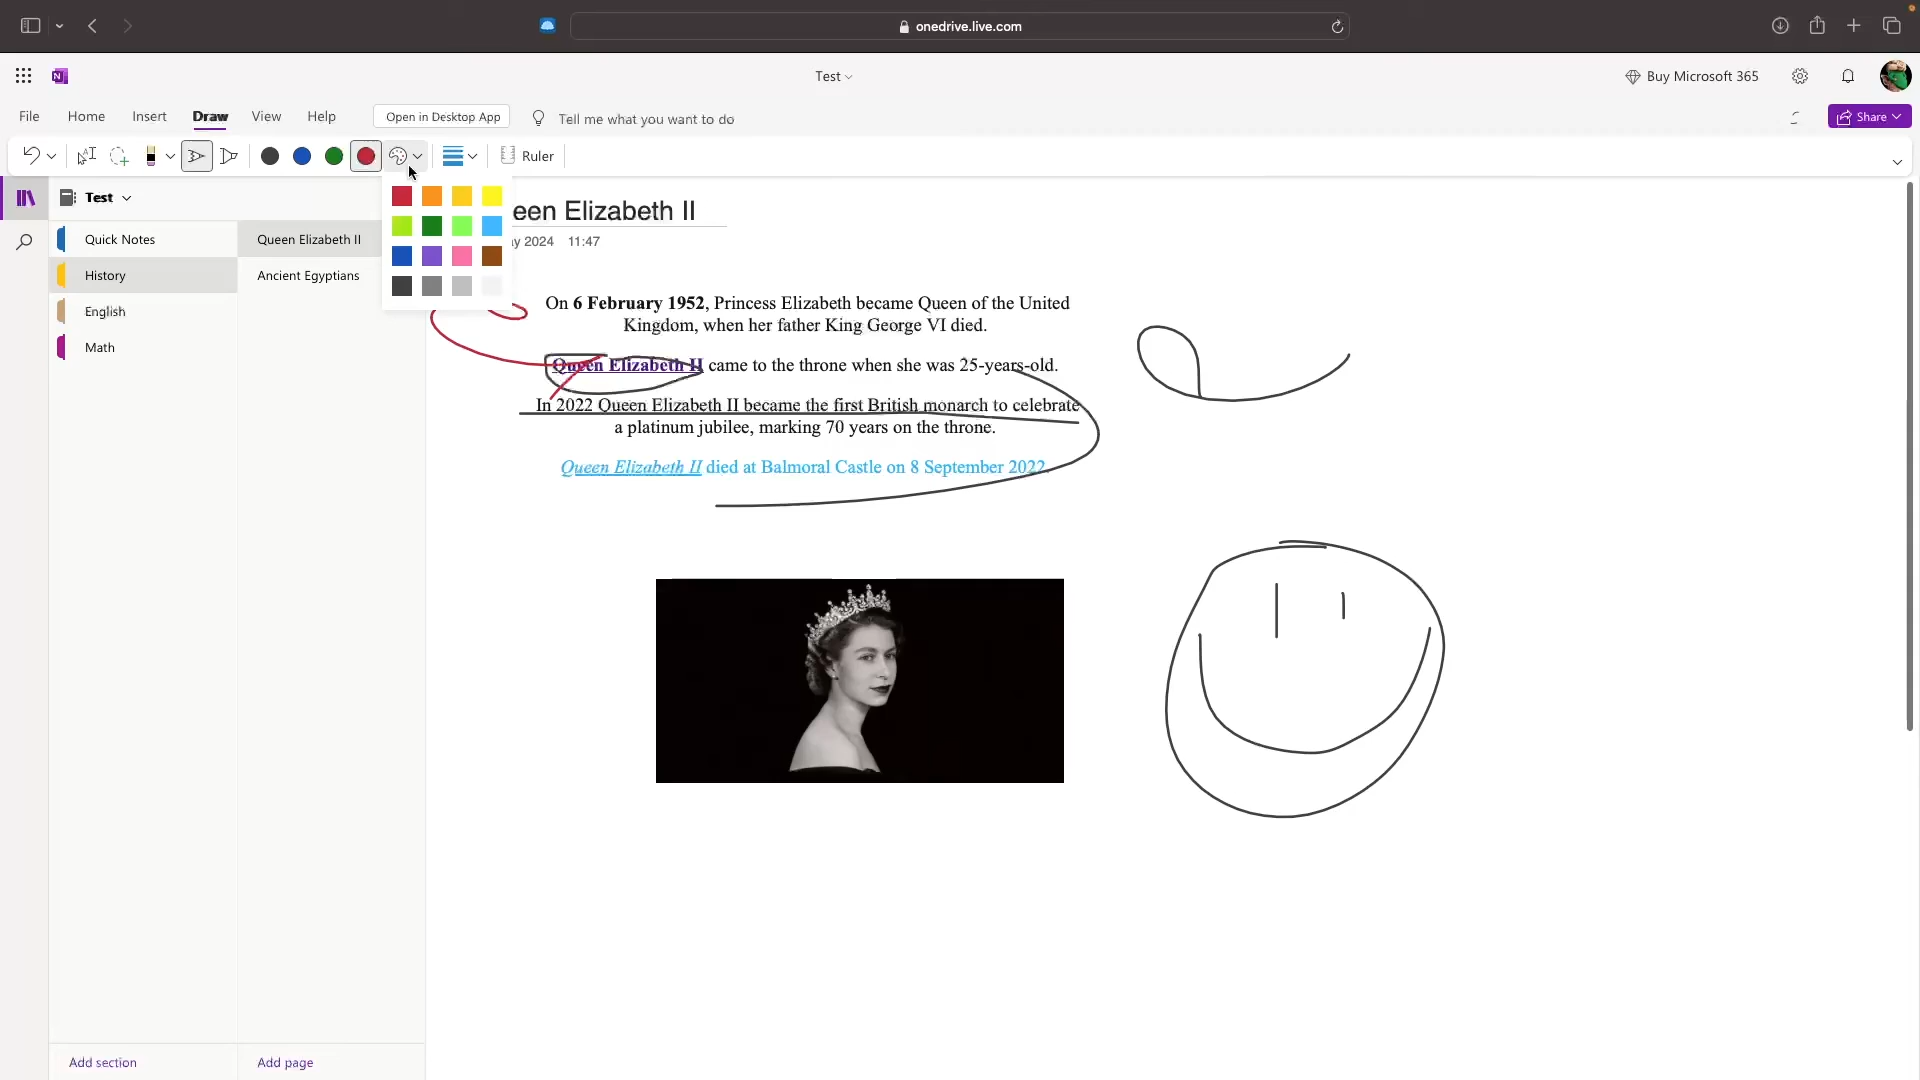 onedrive.live.com
Test
Buy Microsoft 365
File Home Insert Draw View Help Open in Desktop App Tell me what you want to do Share
Ruler
Test
Quick Notes
History
English
Math
Add section
Queen Elizabeth II
Ancient Egyptians
Add page
een Elizabeth II
ay 2024 11:47
On 6 February 1952, Princess Elizabeth became Queen of the United
Kingdom, when her father King George VI died.
Queen Elizabeth II came to the throne when she was 25-years-old.
In 2022 Queen Elizabeth II became the first British monarch to celebrate
a platinum jubilee, marking 70 years on the throne.
Queen Elizabeth II died at Balmoral Castle on 8 September 2022.